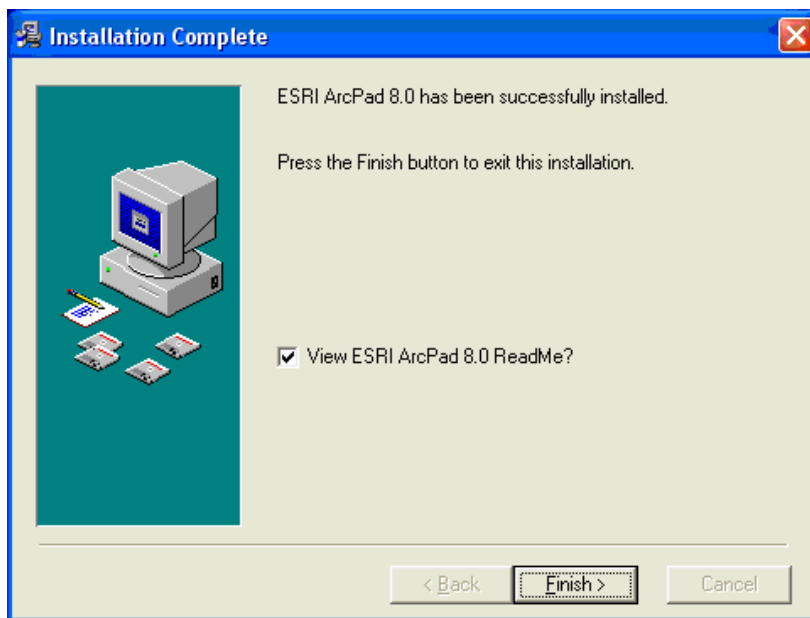 Installation Complete
ESRI ArcPad 8.0 has been successfully installed.
Press the Finish button to exit this installation.
View ESRI ArcPad 8.0 ReadMe?
< Back
Finish >
Cancel